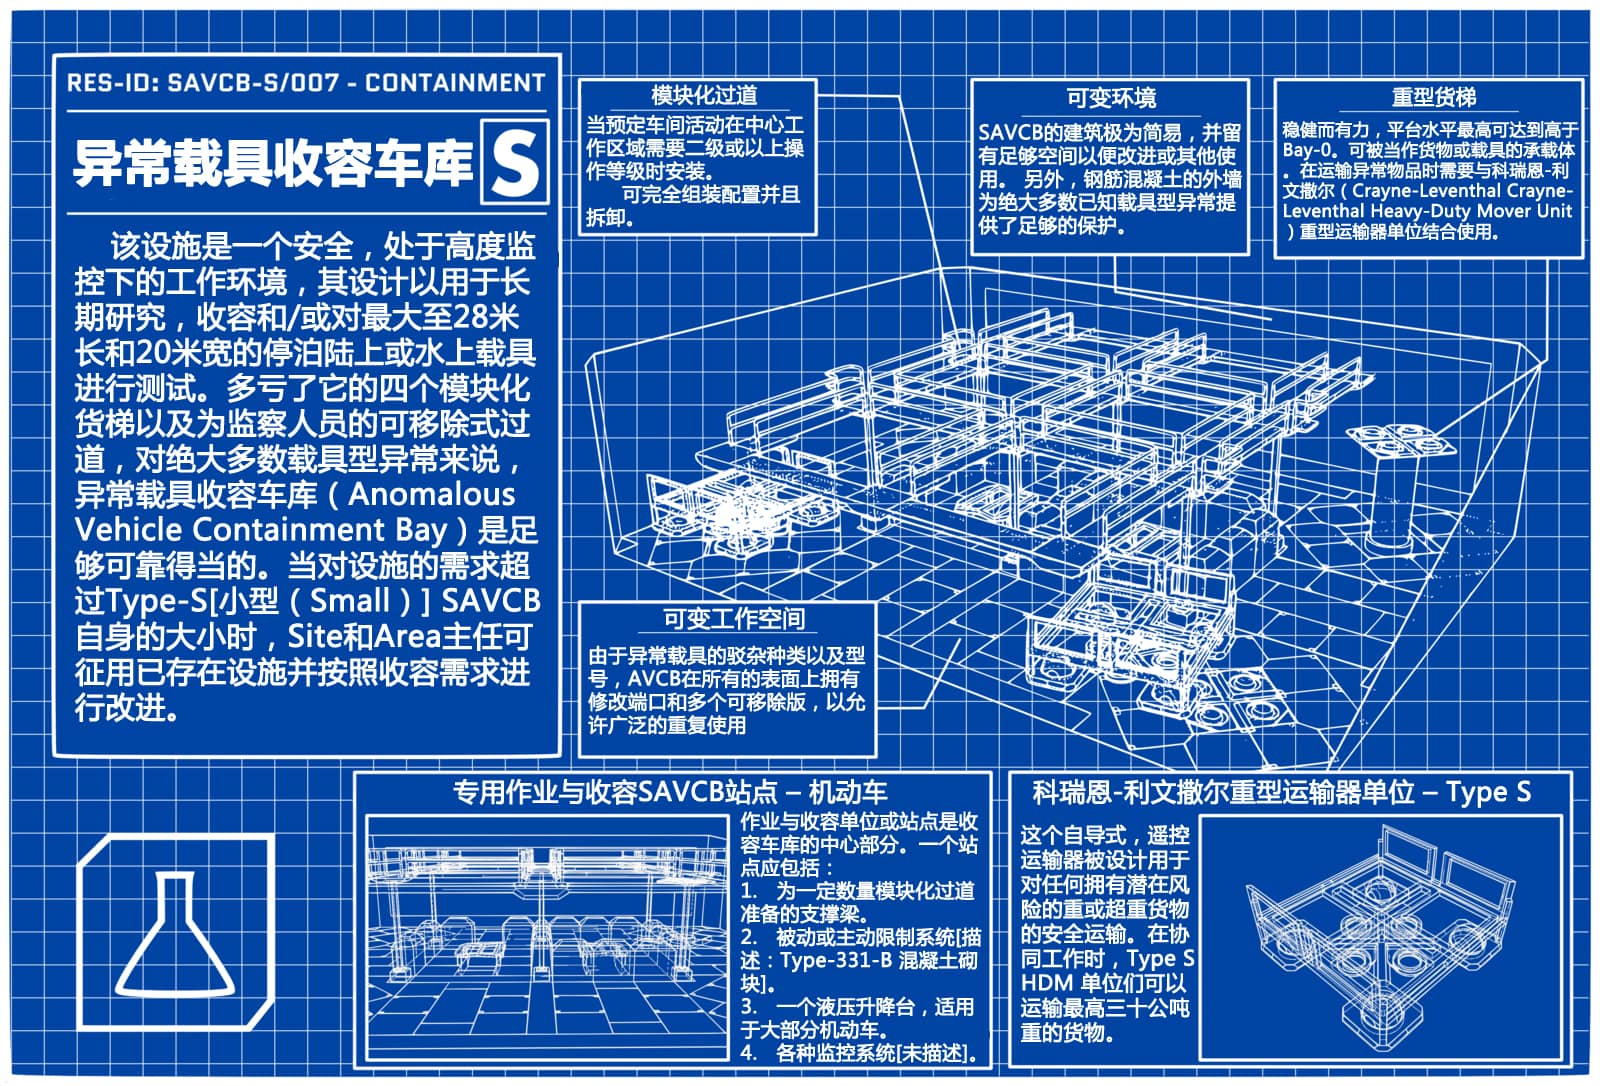 RES-ID: SAVCB-S/007 - CONTAINMENT
异常载具收容车库 S
该设施是一个安全，处于高度监
控下的工作环境，其设计以用于长
期研究，收容和/或对最大至28米
长和20米宽的停泊陆上或水上载具
进行测试。多亏了它的四个模块化
货梯以及为监察人员的可移除式过
道，对绝大多数载具型异常来说，
异常载具收容车库（Anomalous
Vehicle Containment Bay）是足
够可靠得当的。当对设施的需求超
过Type-S[小型（Small）] SAVCB
自身的大小时，Site和Area主任可
征用已存在设施并按照收容需求进
行改进。
模块化过道
当预定车间活动在中心工
作区域需要二级或以上操
作等级时安装。
可完全组装配置并且
拆卸。
可变环境
SAVCB的建筑极为简易，并留
有足够空间以便改进或其他使
用。 另外，钢筋混凝土的外墙
为绝大多数已知载具型异常提
供了足够的保护。
重型货梯
稳健而有力，平台水平最高可达到高于
Bay-0。可被当作货物或载具的承载体
。在运输异常物品时需要与科瑞恩-利
文撒尔（Crayne-Leventhal Crayne-
Leventhal Heavy-Duty Mover Unit
）重型运输器单位结合使用。
可变工作空间
由于异常载具的驳杂种类以及型
号，AVCB在所有的表面上拥有
修改端口和多个可移除版，以允
许广泛的重复使用
专用作业与收容SAVCB站点 – 机动车
作业与收容单位或站点是收
容车库的中心部分。一个站
点应包括：
1. 为一定数量模块化过道
准备的支撑梁。
2. 被动或主动限制系统[描
述：Type-331-B 混凝土砌
块]。
3. 一个液压升降台，适用
于大部分机动车。
4. 各种监控系统[未描述]。
科瑞恩-利文撒尔重型运输器单位 – Type S
这个自导式，遥控
运输器被设计用于
对任何拥有潜在风
险的重或超重货物
的安全运输。在协
同工作时，Type S
HDM 单位们可以
运输最高三十公吨
重的货物。